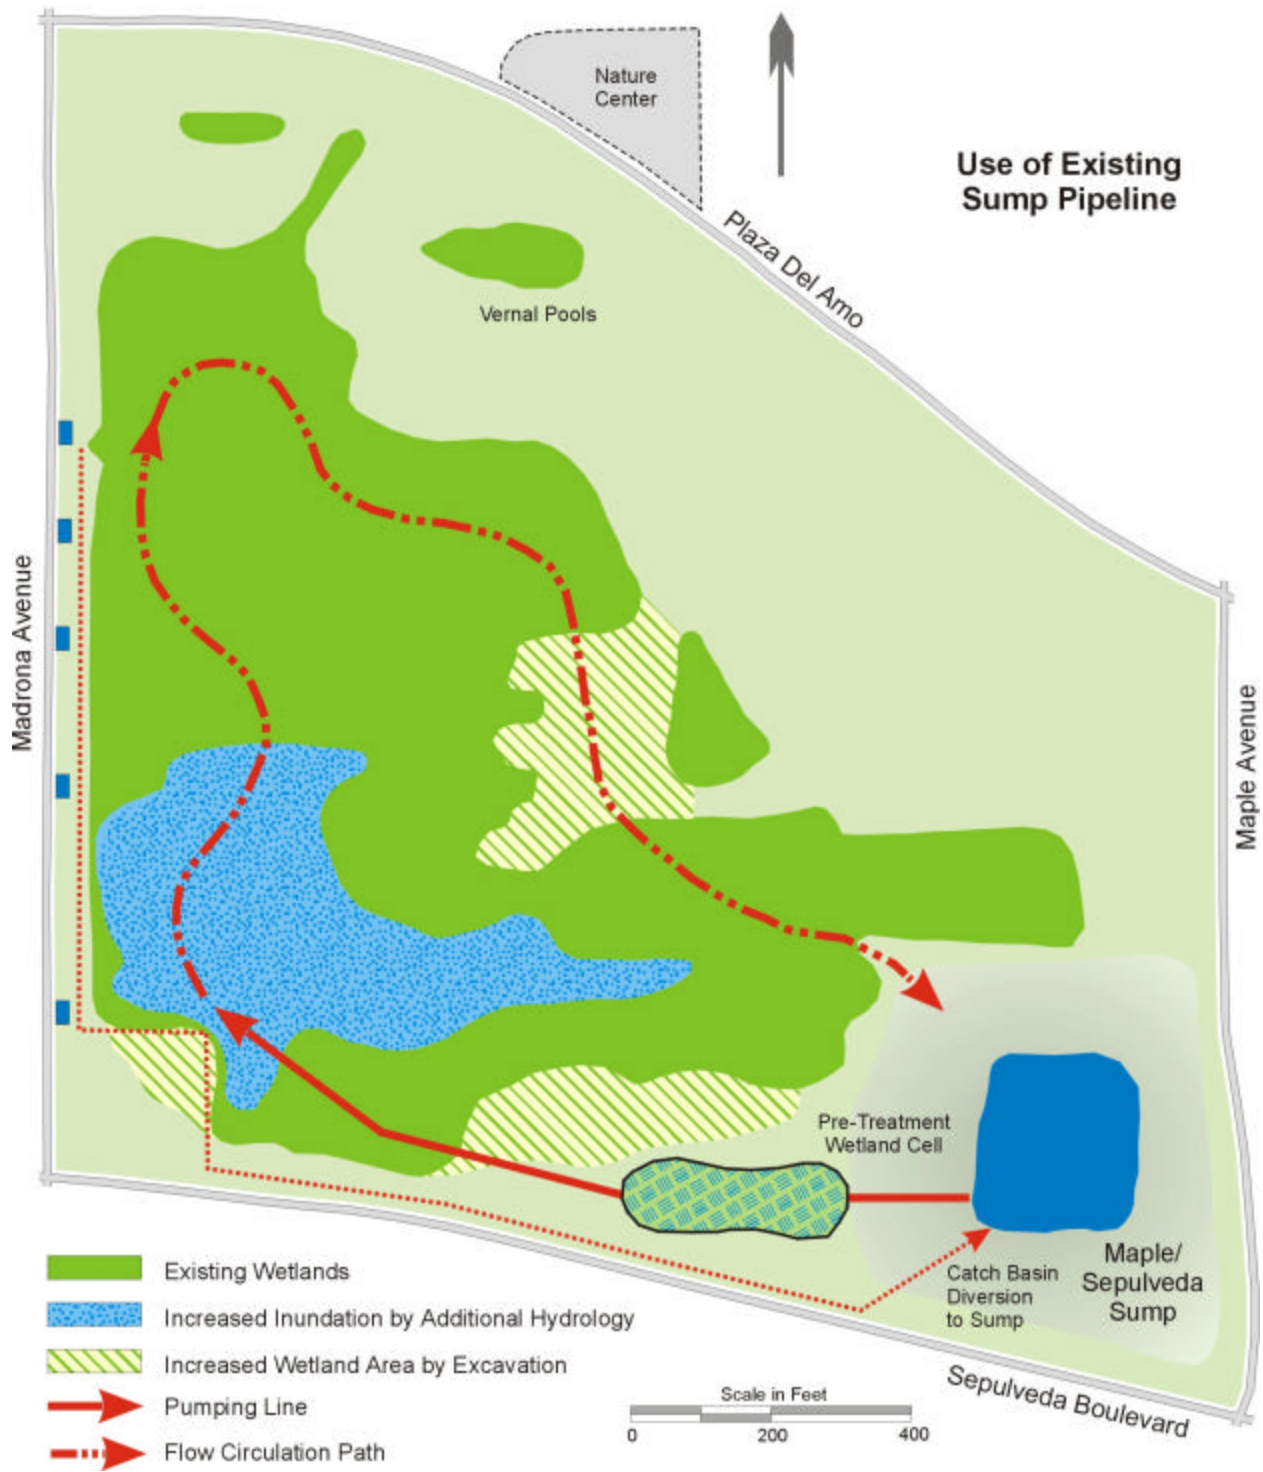 Nature
Center
Use of Existing
Sump Pipeline
Plaza Del Amo
Vernal Pools
Madrona Avenue
Maple Avenue
Pre-Treatment
Wetland Cell
Maple/
Sepulveda
Sump
Catch Basin
Diversion
to Sump
Existing Wetlands
Increased Inundation by Additional Hydrology
Increased Wetland Area by Excavation
Pumping Line
Flow Circulation Path
Scale in Feet
0 200 400
Sepulveda Boulevard